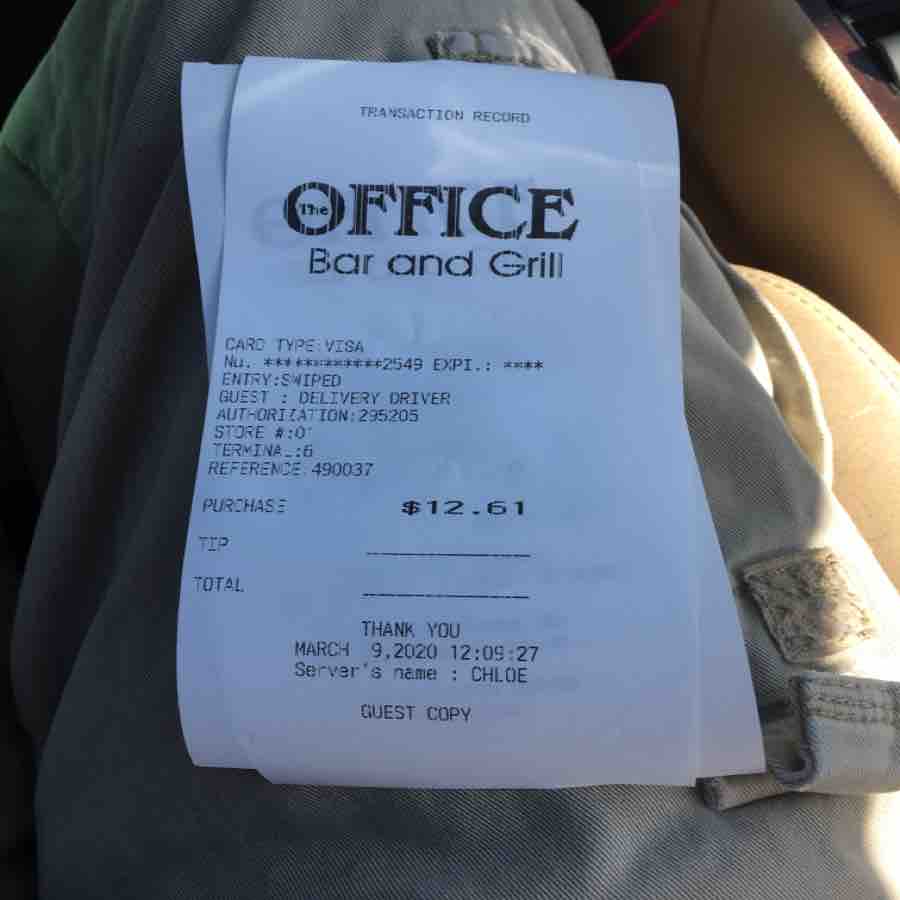 TRANSACTION RECORD
The OFFICE
Bar and Grill
CARD TYPE:VISA
No. ************2549 EXPI.: ****
ENTRY:SWIPED
GUEST : DELIVERY DRIVER
AUTHORIZATION:295205
STORE #:01
TERMINAL:6
REFERENCE:490037
PURCHASE $12.61
TIP
TOTAL
THANK YOU
MARCH 9,2020 12:09:27
Server's name : CHLOE
GUEST COPY